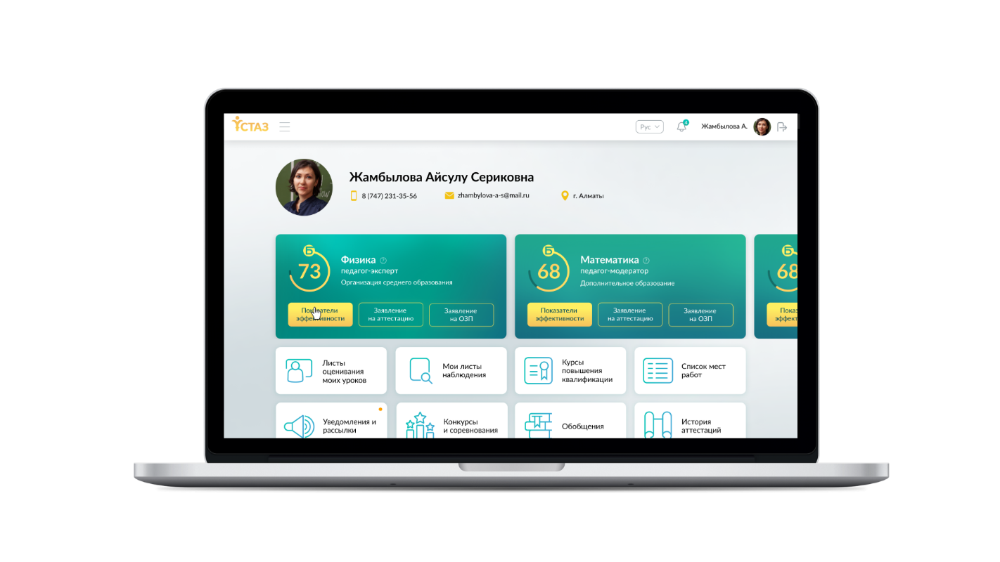 ҰСТАЗ
Рус
4
Жамбылова А.
Жамбылова Айсулу Сериковна
8 (747) 231-35-56
zhambylova-a-s@mail.ru
г. Алматы
Б
73
Физика ?
педагог-эксперт
Организация среднего образования
Показатели
эффективности
Заявление
на аттестацию
Заявление
на ОЗП
Б
68
Математика ?
педагог-модератор
Дополнительное образование
Показатели
эффективности
Заявление
на аттестацию
Заявление
на ОЗП
Б
68
Показ
эффект
Листы
оценивания
моих уроков
Мои листы
наблюдения
Курсы
повышения
квалификации
Список мест
работ
Уведомления и
рассылки
Конкурсы
и соревнования
Обобщения
История
аттестаций